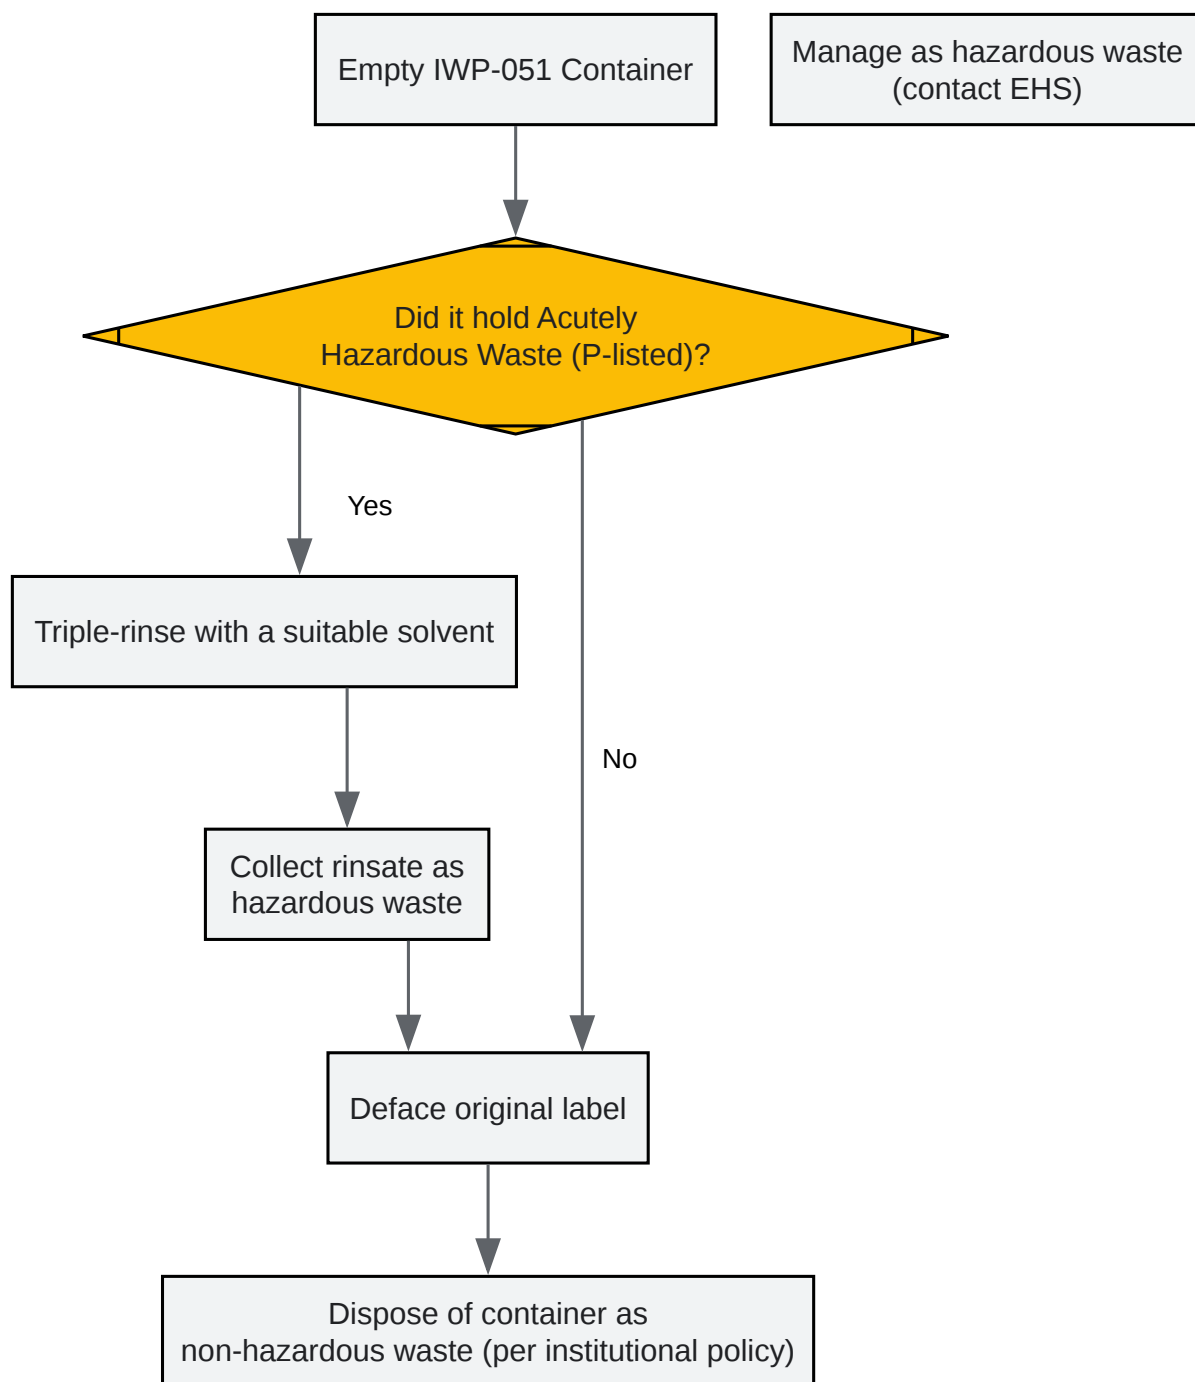 Empty IWP-051 Container
Manage as hazardous waste
(contact EHS)
Did it hold Acutely
Hazardous Waste (P-listed)?
Yes
Triple-rinse with a suitable solvent
No
Collect rinsate as
hazardous waste
Deface original label
Dispose of container as
non-hazardous waste (per institutional policy)